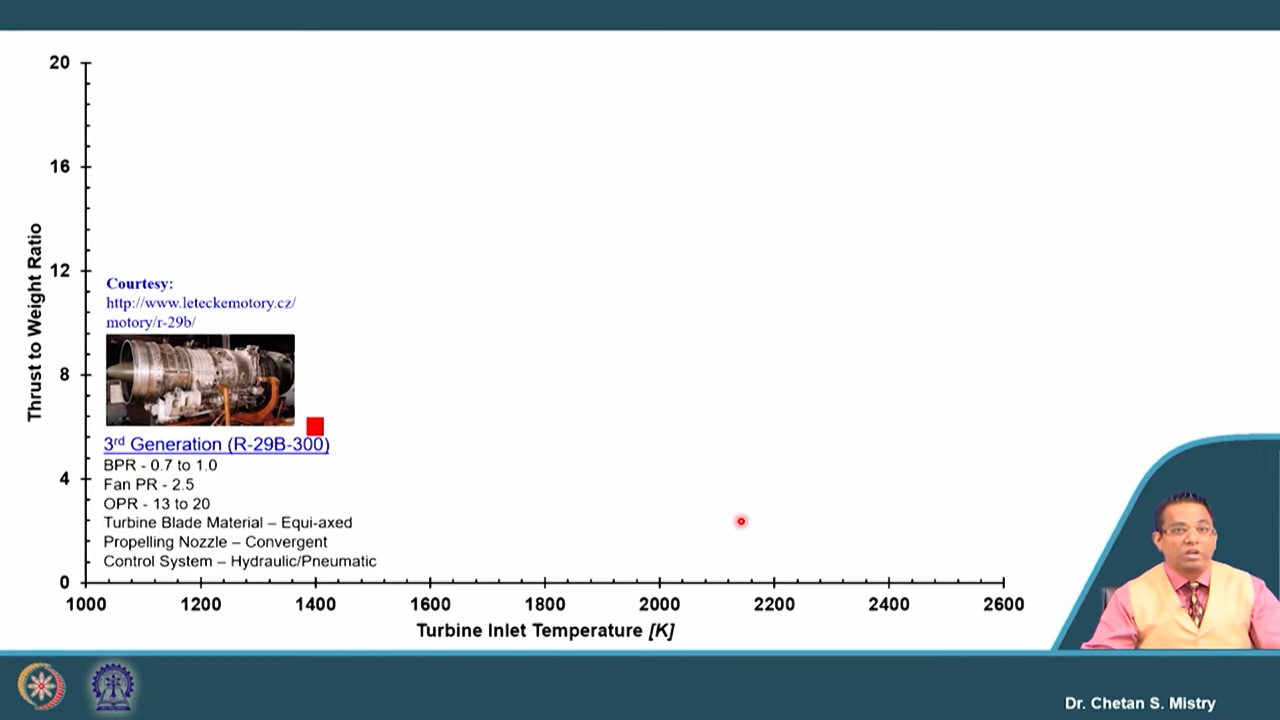 20
16
12
8
4
0
Thrust to Weight Ratio
Courtesy:
http://www.leteckemotory.cz/
motory/r-29b/
3rd Generation (R-29B-300)
BPR - 0.7 to 1.0
Fan PR - 2.5
OPR - 13 to 20
Turbine Blade Material – Equi-axed
Propelling Nozzle – Convergent
Control System – Hydraulic/Pneumatic
1000 1200 1400 1600 1800 2000 2200 2400 2600
Turbine Inlet Temperature [K]
Dr. Chetan S. Mistry